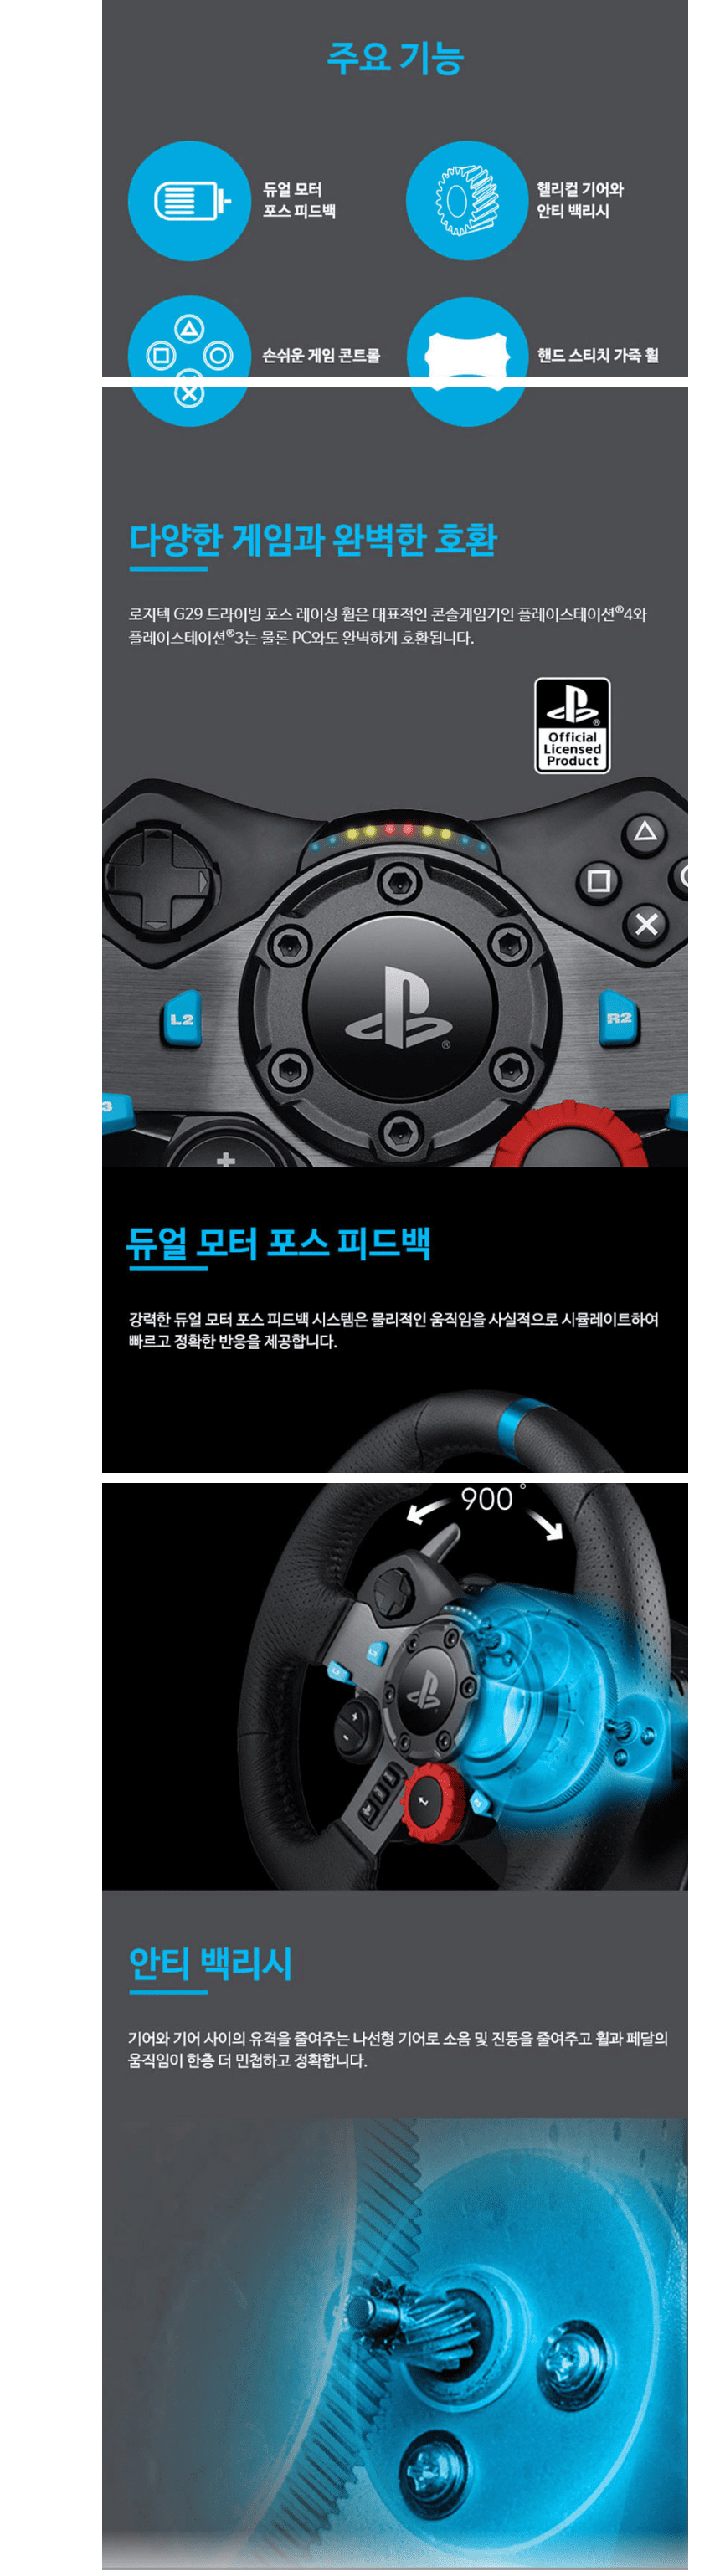 주요 기능
듀얼 모터
포스 피드백
헬리컬 기어와
안티 백리시
손쉬운 게임 콘트롤
핸드 스티치 가죽 휠
다양한 게임과 완벽한 호환
로지텍 G29 드라이빙 포스 레이싱 휠은 대표적인 콘솔게임기인 플레이스테이션®4와
플레이스테이션®3는 물론 PC와도 완벽하게 호환됩니다.
Official
Licensed
Product
L2
R2
3
+
듀얼 모터 포스 피드백
강력한 듀얼 모터 포스 피드백 시스템은 물리적인 움직임을 사실적으로 시뮬레이트하여
빠르고 정확한 반응을 제공합니다.
900°
안티 백리시
기어와 기어 사이의 유격을 줄여주는 나선형 기어로 소음 및 진동을 줄여주고 휠과 페달의
움직임이 한층 더 민첩하고 정확합니다.